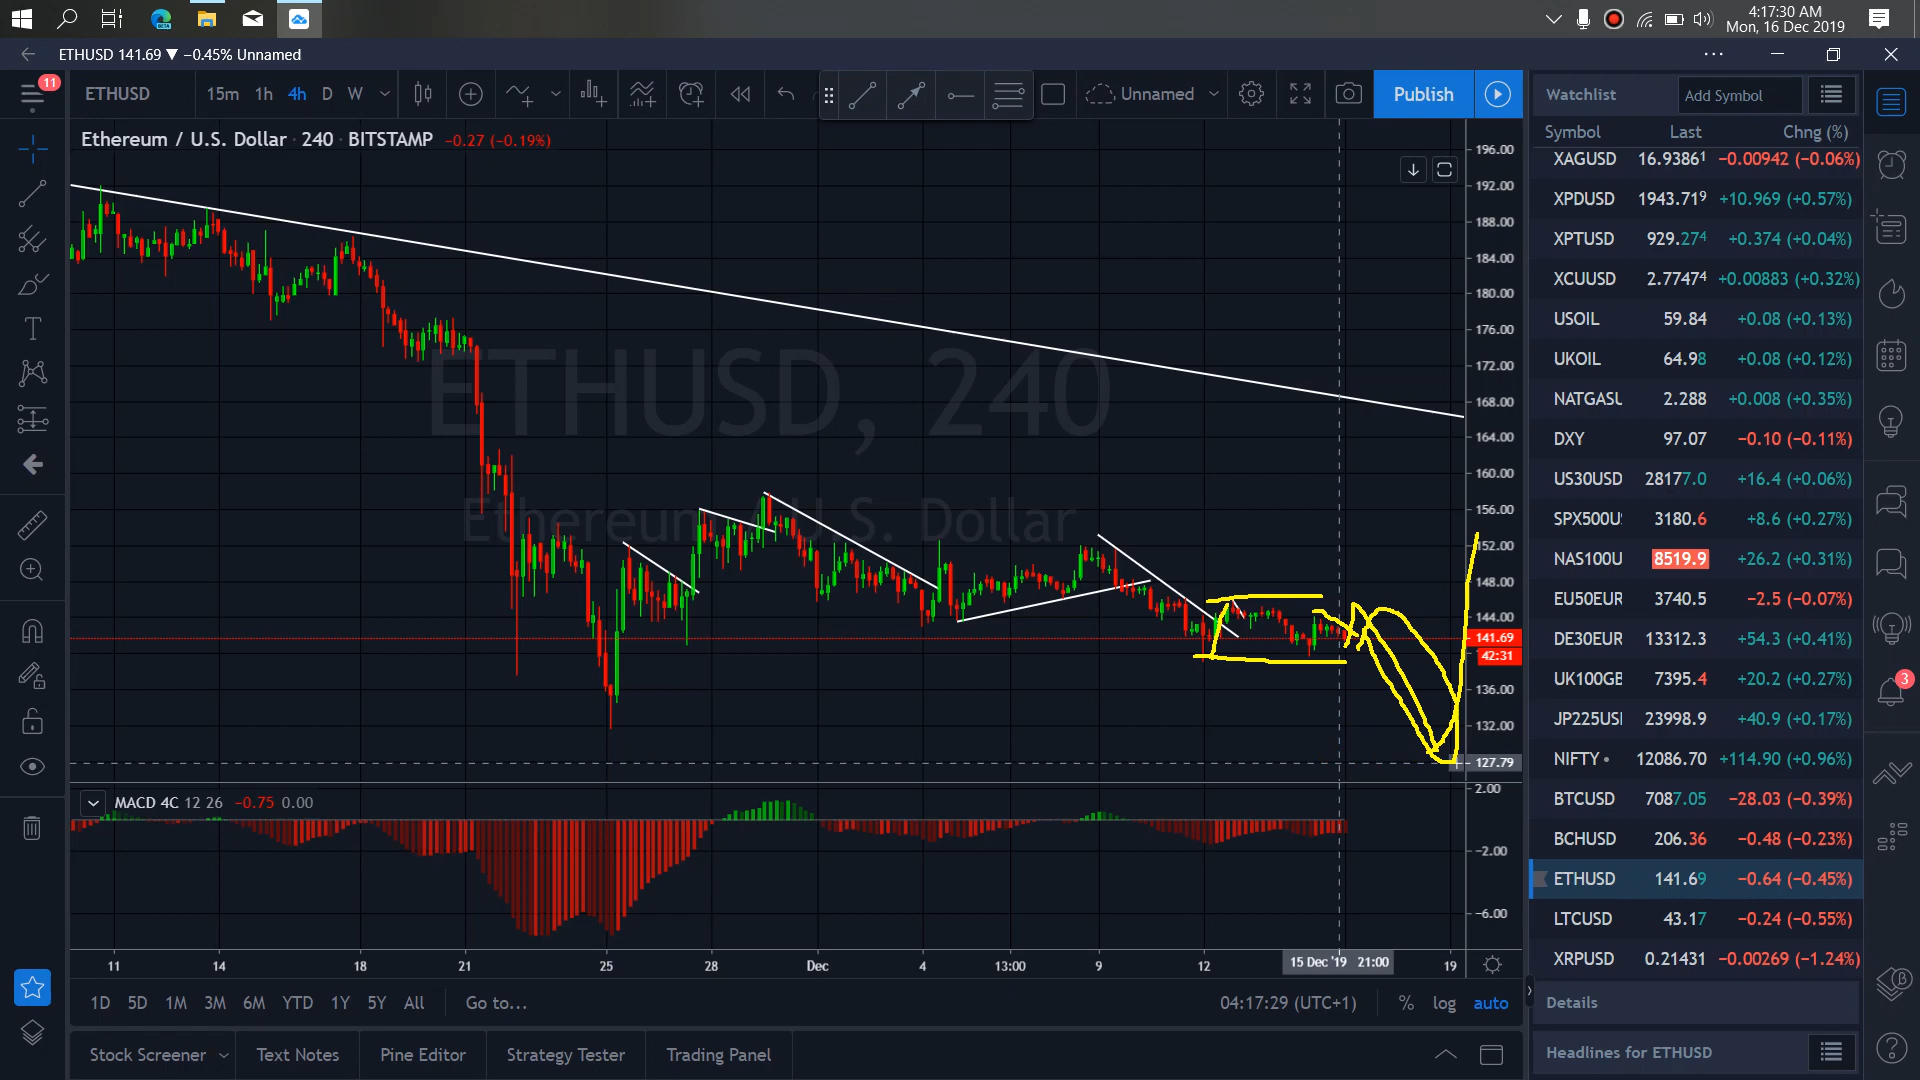 4:17:30 AM
Mon, 16 Dec 2019
ETHUSD 141.69 ▼ −0.45% Unnamed
11
ETHUSD 15m 1h 4h D W Unnamed Publish
Ethereum / U.S. Dollar · 240 · BITSTAMP −0.27 (−0.19%)
ETHUSD, 240
Ethereum / U.S. Dollar
196.00
192.00
188.00
184.00
180.00
176.00
172.00
168.00
164.00
160.00
156.00
152.00
148.00
144.00
141.69
42:31
136.00
132.00
127.79
MACD 4C 12 26 −0.75 0.00
2.00
−2.00
−6.00
11 14 18 21 25 28 Dec 4 13:00 9 12 15 Dec '19 21:00 19
1D 5D 1M 3M 6M YTD 1Y 5Y All Go to... 04:17:29 (UTC+1) % log auto
Stock Screener Text Notes Pine Editor Strategy Tester Trading Panel
Watchlist Add Symbol
Symbol Last Chng (%)
XAGUSD 16.9386¹ −0.00942 (−0.06%)
XPDUSD 1943.71⁹ +10.969 (+0.57%)
XPTUSD 929.27⁴ +0.374 (+0.04%)
XCUUSD 2.7747⁴ +0.00883 (+0.32%)
USOIL 59.84 +0.08 (+0.13%)
UKOIL 64.98 +0.08 (+0.12%)
NATGASU 2.288 +0.008 (+0.35%)
DXY 97.07 −0.10 (−0.11%)
US30USD 28177.0 +16.4 (+0.06%)
SPX500U 3180.6 +8.6 (+0.27%)
NAS100U 8519.9 +26.2 (+0.31%)
EU50EUR 3740.5 −2.5 (−0.07%)
DE30EUR 13312.3 +54.3 (+0.41%)
UK100GB 7395.4 +20.2 (+0.27%)
JP225US 23998.9 +40.9 (+0.17%)
NIFTY 12086.70 +114.90 (+0.96%)
BTCUSD 7087.05 −28.03 (−0.39%)
BCHUSD 206.36 −0.48 (−0.23%)
ETHUSD 141.69 −0.64 (−0.45%)
LTCUSD 43.17 −0.24 (−0.55%)
XRPUSD 0.21431 −0.00269 (−1.24%)
Details
Headlines for ETHUSD
3